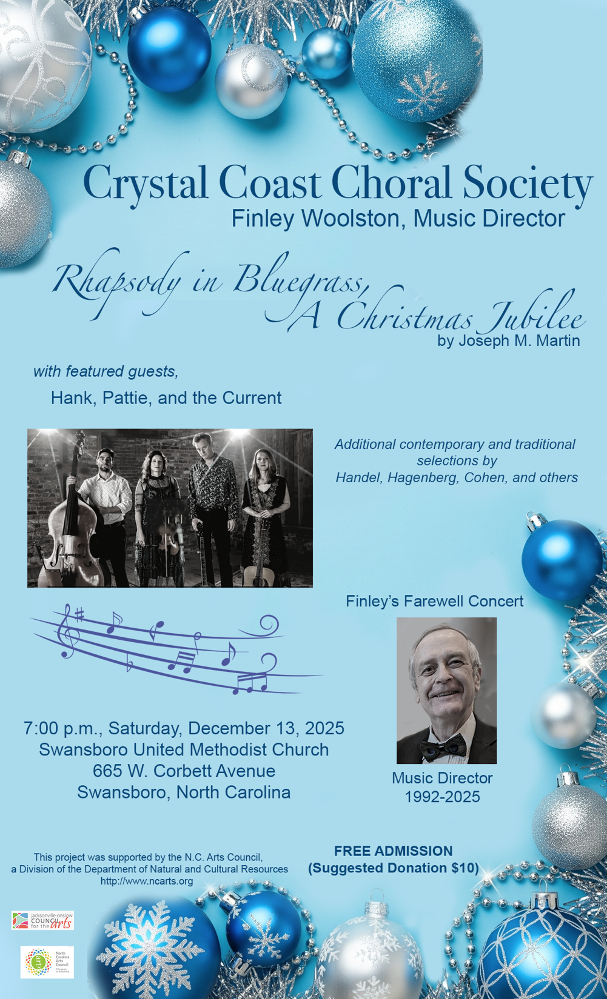 Crystal Coast Choral Society
Finley Woolston, Music Director
Rhapsody in Bluegrass,
A Christmas Jubilee
by Joseph M. Martin
with featured guests,
Hank, Pattie, and the Current
Additional contemporary and traditional
selections by
Handel, Hagenberg, Cohen, and others
Finley's Farewell Concert
Music Director
1992-2025
7:00 p.m., Saturday, December 13, 2025
Swansboro United Methodist Church
665 W. Corbett Avenue
Swansboro, North Carolina
FREE ADMISSION
(Suggested Donation $10)
This project was supported by the N.C. Arts Council,
a Division of the Department of Natural and Cultural Resources
http://www.ncarts.org
jacksonville-onslow
COUNCIL
for the arts
North
Carolina
Arts
Council